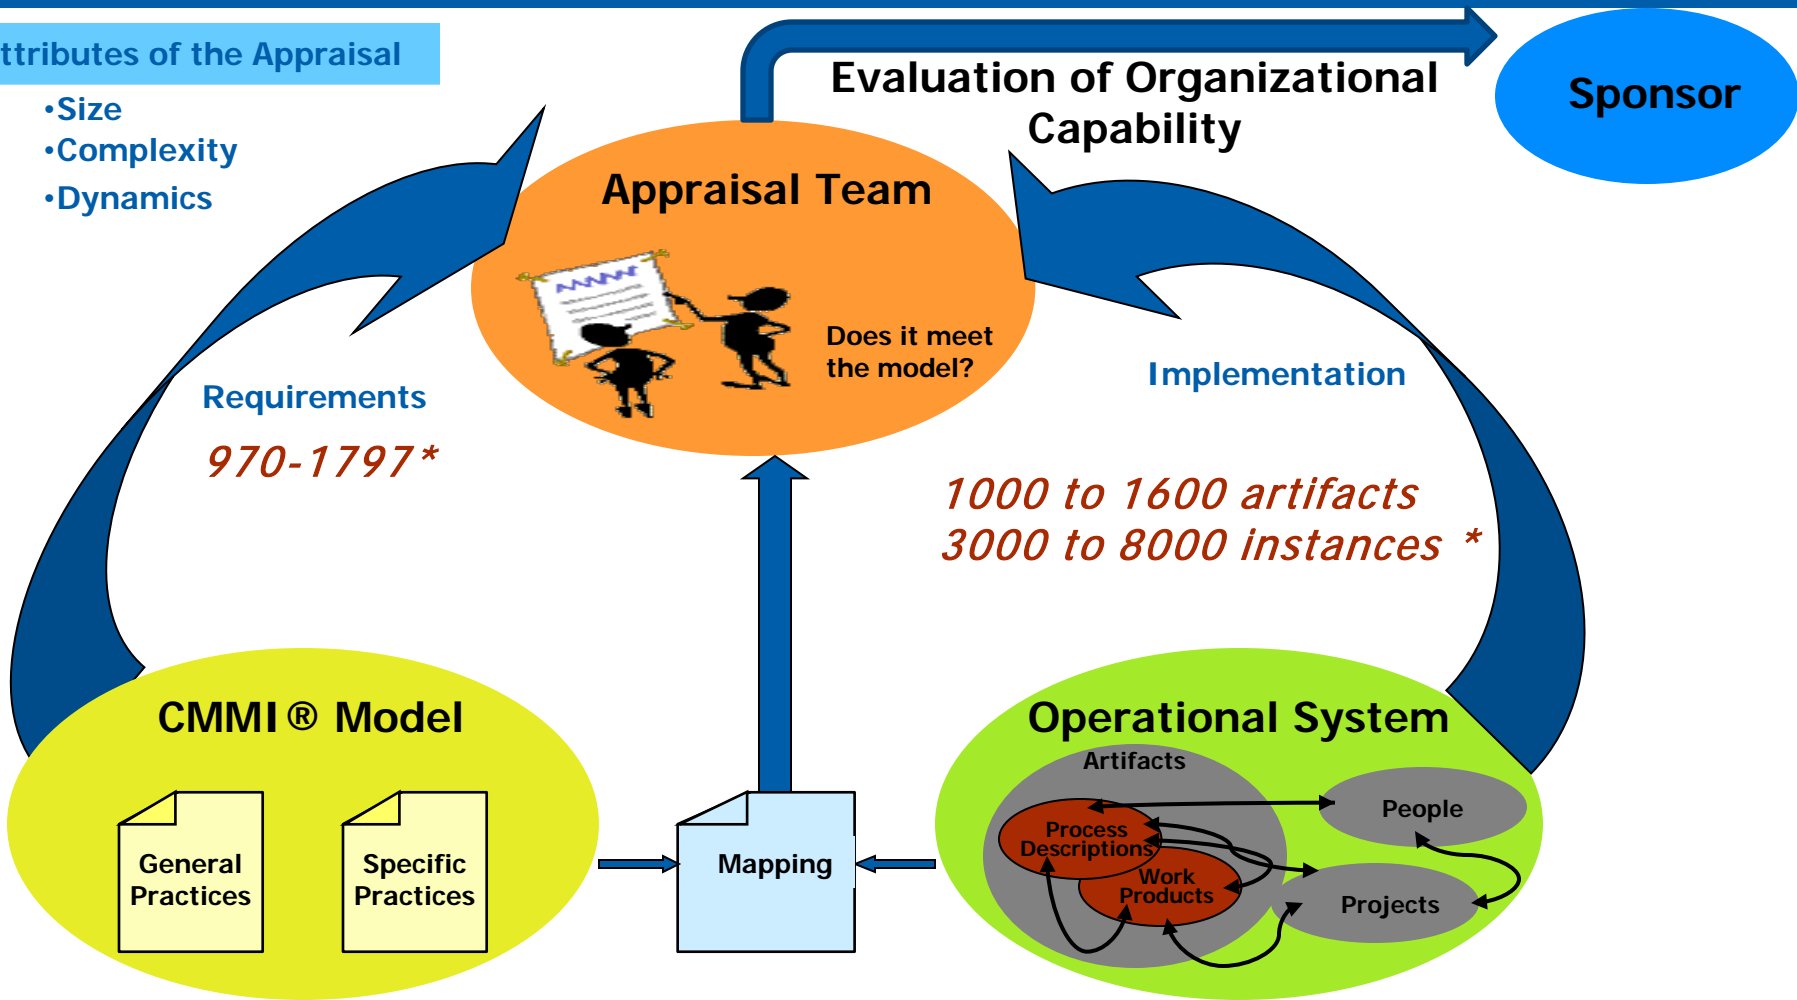 ttributes of the Appraisal
•Size
•Complexity
•Dynamics
Evaluation of Organizational
Capability
Sponsor
Appraisal Team
Does it meet
the model?
Requirements
970-1797*
Implementation
1000 to 1600 artifacts
3000 to 8000 instances *
CMMI® Model
General
Practices
Specific
Practices
Mapping
Operational System
Artifacts
Process
Descriptions
Work
Products
People
Projects